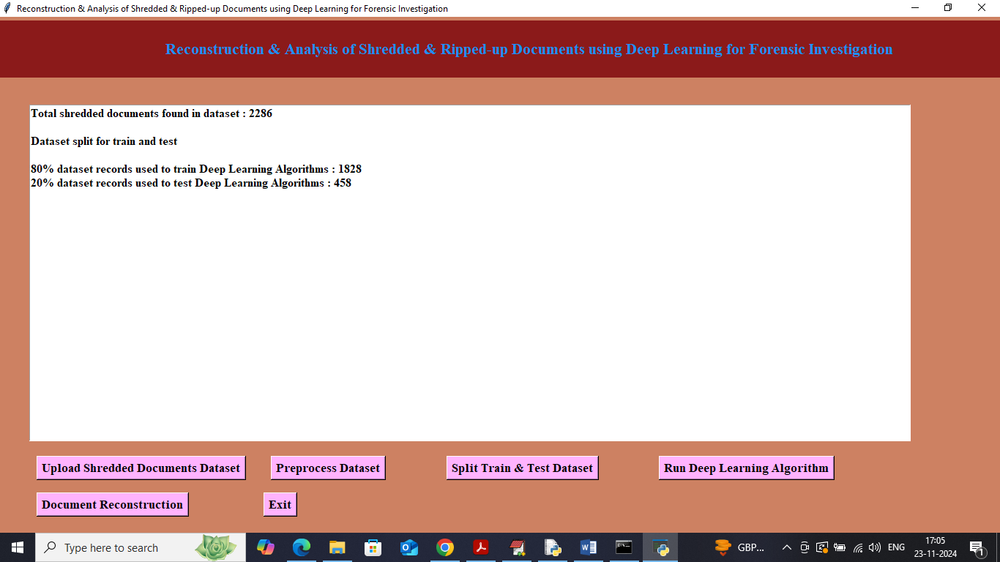 Reconstruction & Analysis of Shredded & Ripped-up Documents using Deep Learning for Forensic Investigation
Reconstruction & Analysis of Shredded & Ripped-up Documents using Deep Learning for Forensic Investigation
Total shredded documents found in dataset : 2286
Dataset split for train and test
80% dataset records used to train Deep Learning Algorithms : 1828
20% dataset records used to test Deep Learning Algorithms : 458
Upload Shredded Documents Dataset
Preprocess Dataset
Split Train & Test Dataset
Run Deep Learning Algorithm
Document Reconstruction
Exit
Type here to search
GBP...
ENG
17:05
23-11-2024
1